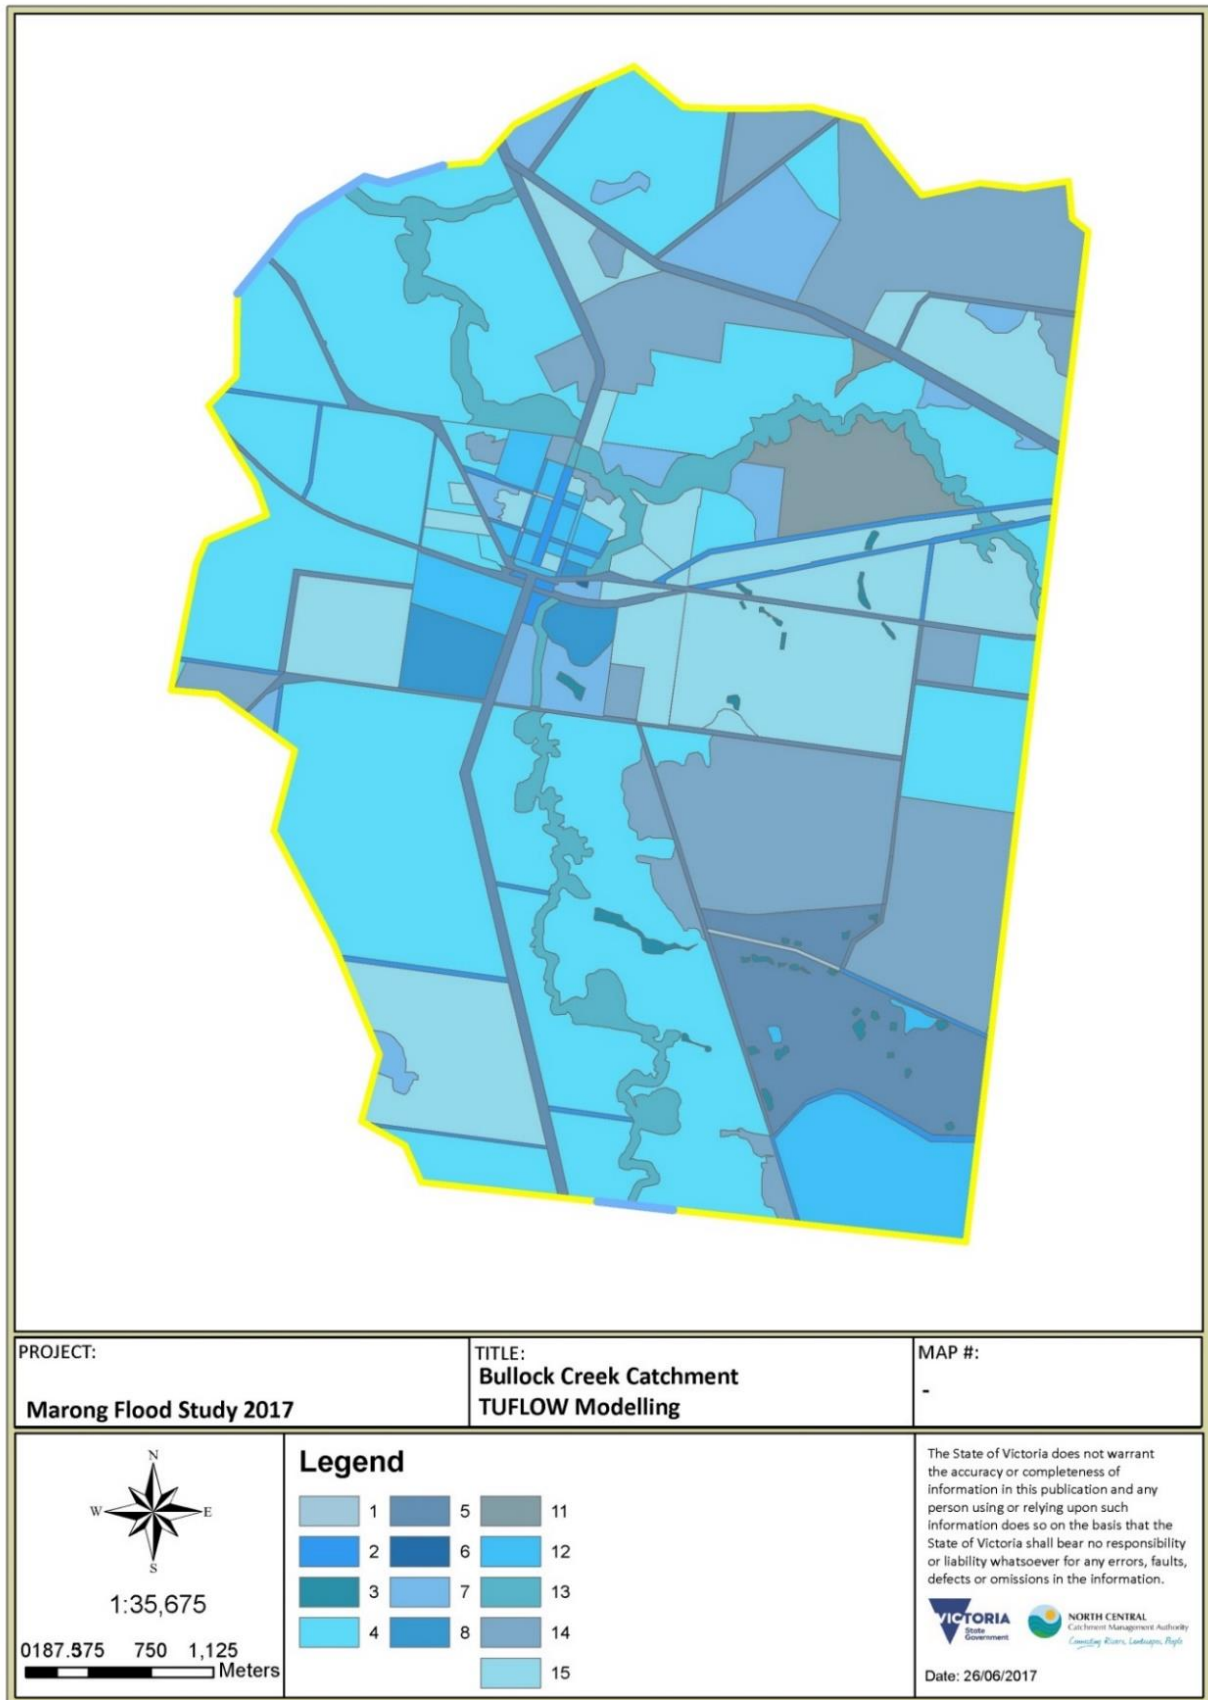 PROJECT:
Marong Flood Study 2017
TITLE:
Bullock Creek Catchment
TUFLOW Modelling
MAP #:
-
N
W
E
S
1:35,675
0187.5375 750 1,125
Meters
Legend
1
2
3
4
5
6
7
8
11
12
13
14
15
The State of Victoria does not warrant
the accuracy or completeness of
information in this publication and any
person using or relying upon such
information does so on the basis that the
State of Victoria shall bear no responsibility
or liability whatsoever for any errors, faults,
defects or omissions in the information.
VICTORIA
State
Government
NORTH CENTRAL
Catchment Management Authority
Connecting Rivers, Landscapes, People
Date: 26/06/2017